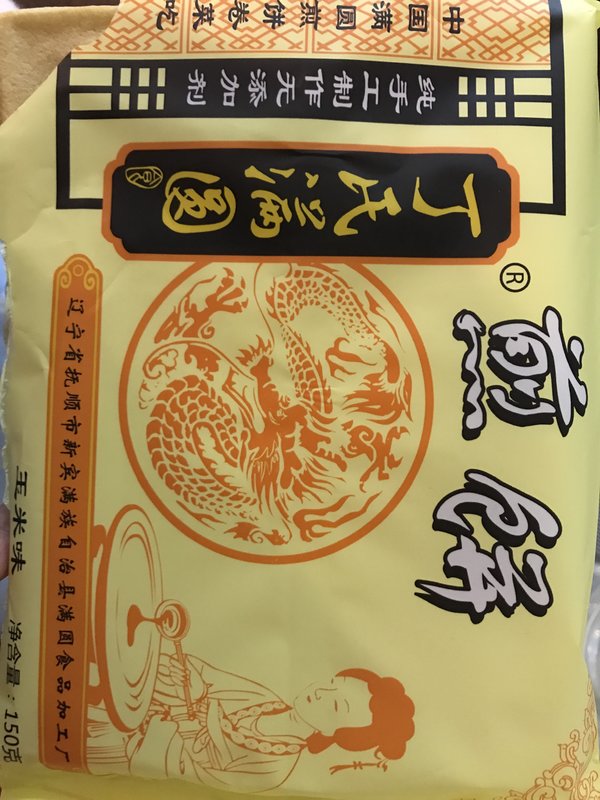 煎饼
®
丁氏满圆
纯手工制作无添加剂
中国满圆煎饼卷菜吃
辽宁省抚顺市新宾满族自治县满圆食品加工厂
玉米味 净含量：150克